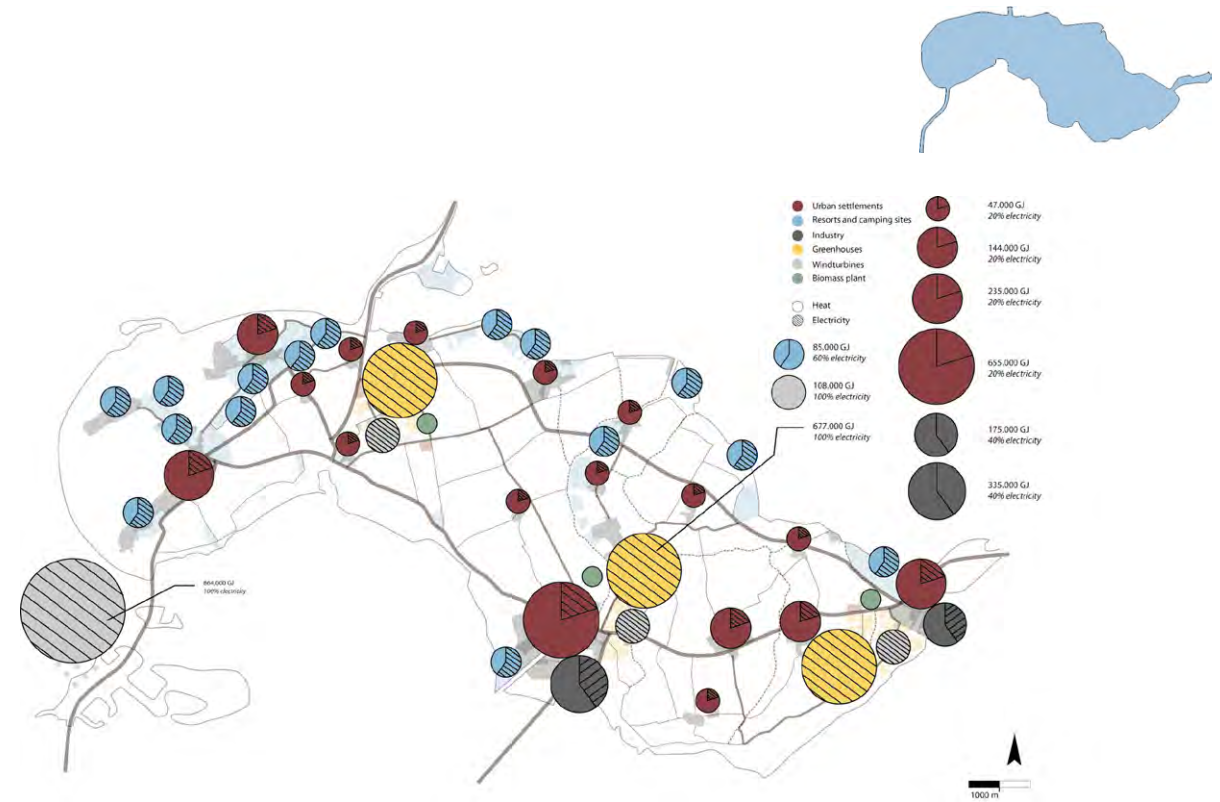 Urban settlements
Resorts and camping sites
Industry
Greenhouses
Windturbines
Biomass plant
Heat
Electricity
85.000 GJ
60% electricity
108.000 GJ
100% electricity
677.000 GJ
100% electricity
47.000 GJ
20% electricity
144.000 GJ
20% electricity
235.000 GJ
20% electricity
655.000 GJ
20% electricity
175.000 GJ
40% electricity
335.000 GJ
40% electricity
864.000 GJ
100% electricity
1000 m